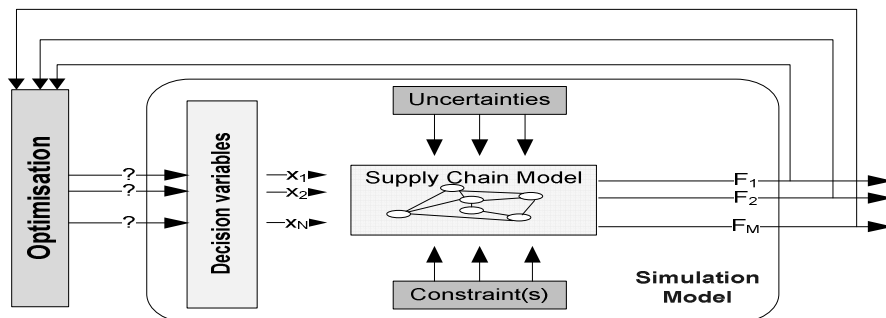 Optimisation
?
?
?
Decision variables
x1
x2
xN
Uncertainties
Supply Chain Model
Constraint(s)
F1
F2
FM
Simulation
Model